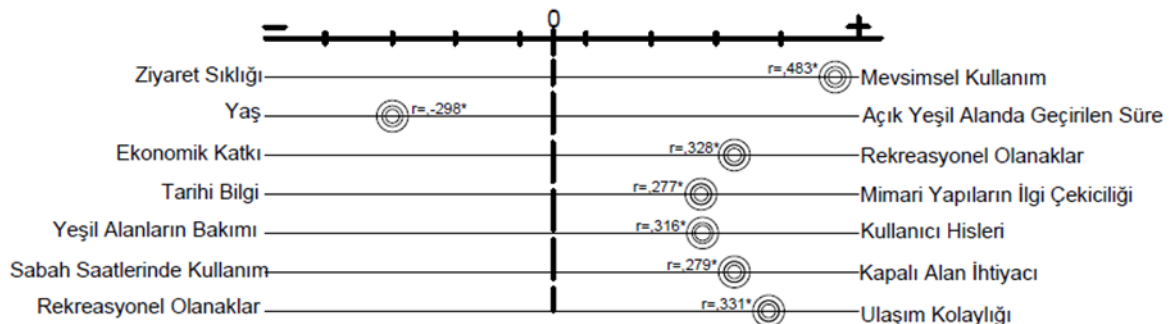 − 0 +
Ziyaret Sıklığı r=,483* Mevsimsel Kullanım
Yaş r=,-298* Açık Yeşil Alanda Geçirilen Süre
Ekonomik Katkı r=,328* Rekreasyonel Olanaklar
Tarihi Bilgi r=,277* Mimari Yapıların İlgi Çekiciliği
Yeşil Alanların Bakımı r=,316* Kullanıcı Hisleri
Sabah Saatlerinde Kullanım r=,279* Kapalı Alan İhtiyacı
Rekreasyonel Olanaklar r=,331* Ulaşım Kolaylığı